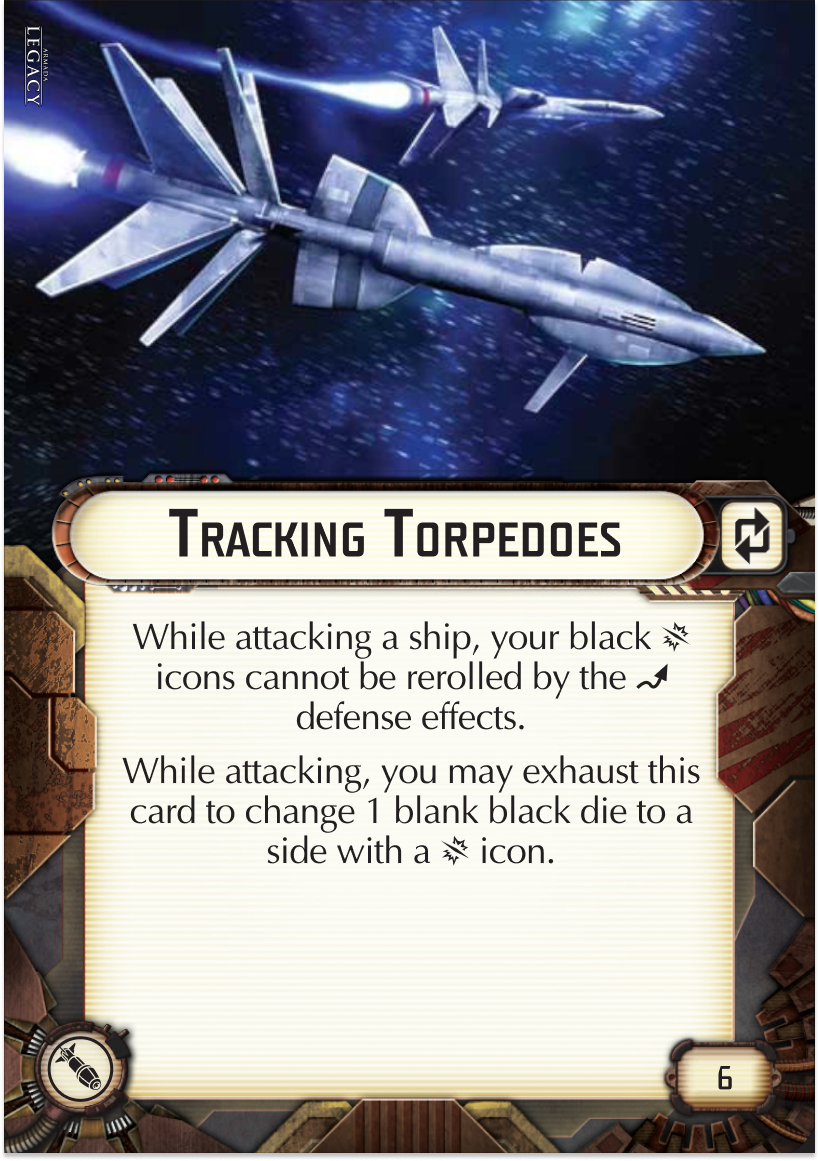 ARMADA
LEGACY
TRACKING TORPEDOES
While attacking a ship, your black
icons cannot be rerolled by the
defense effects.
While attacking, you may exhaust this
card to change 1 blank black die to a
side with a icon.
6